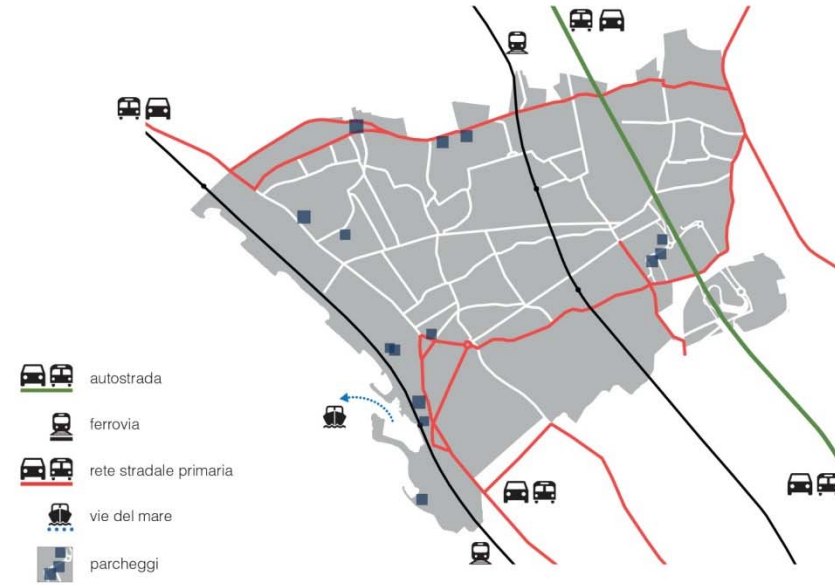 autostrada
ferrovia
rete stradale primaria
vie del mare
parcheggi